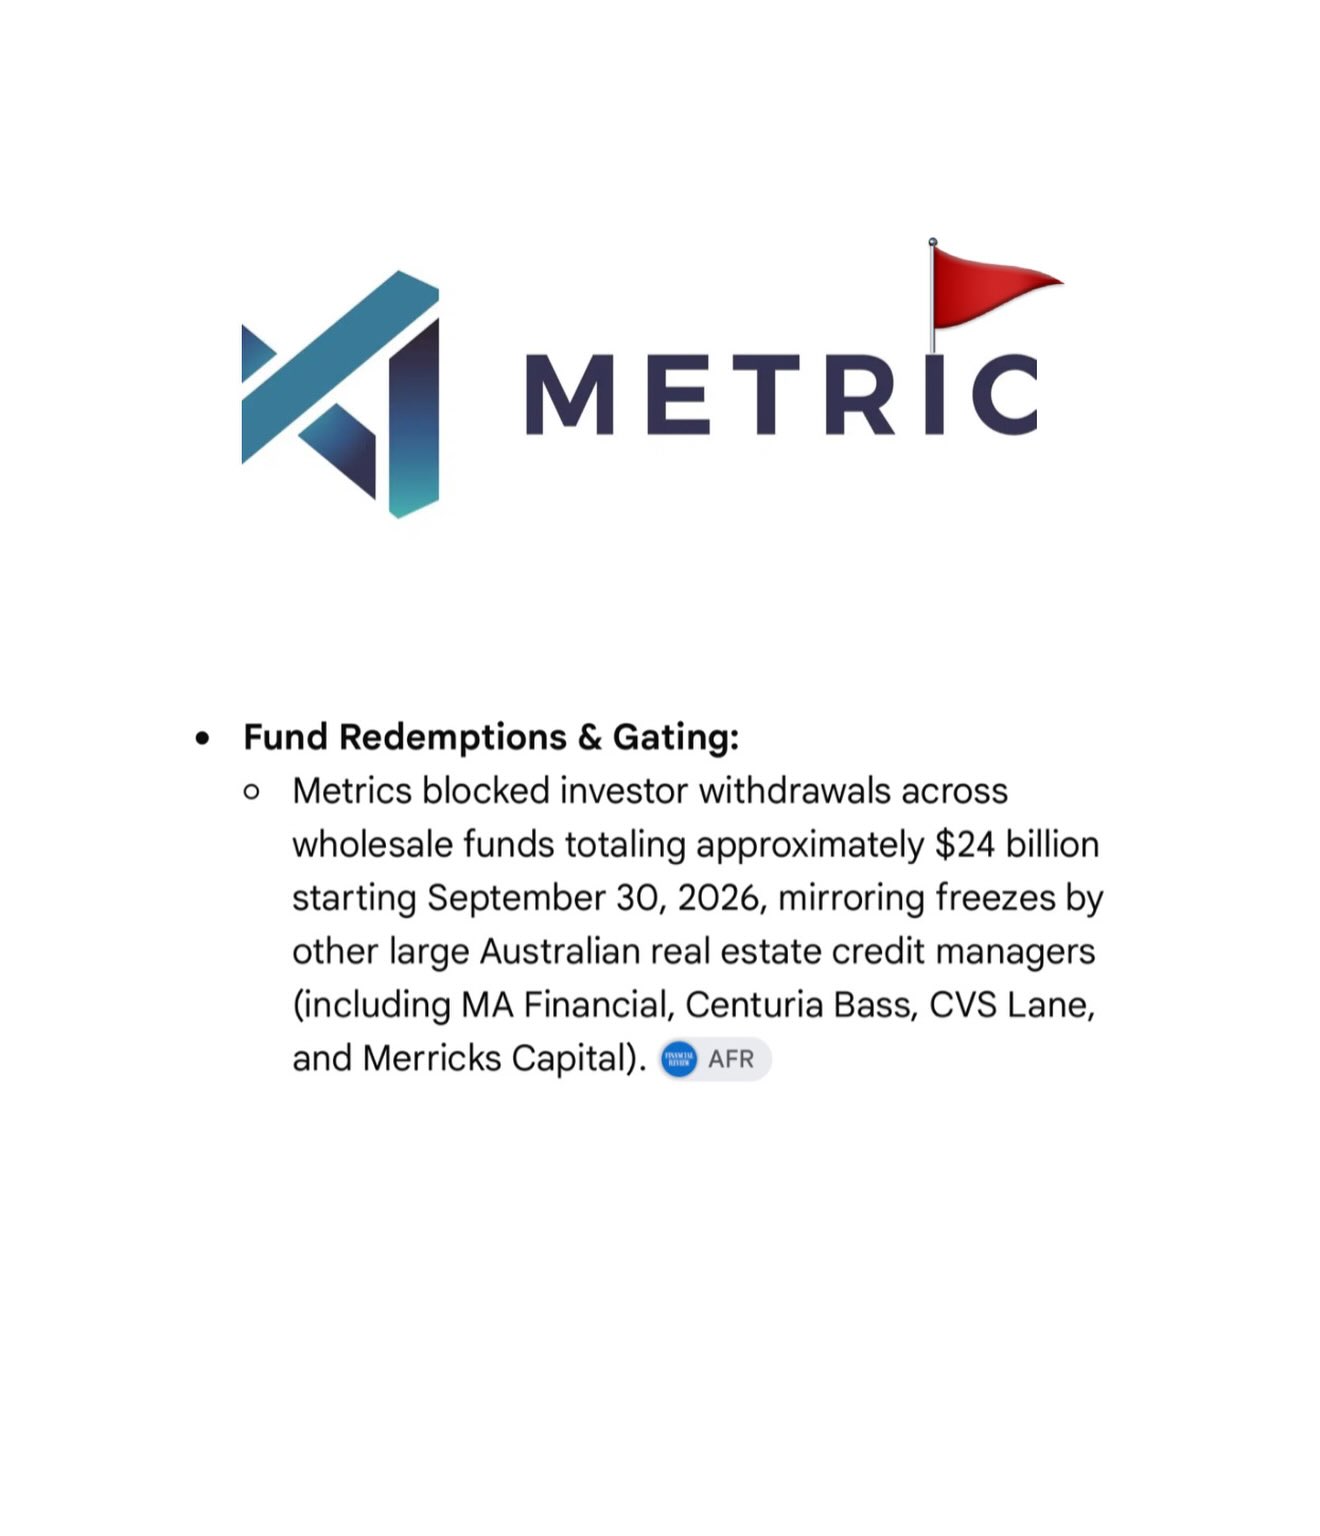 METRIC
• Fund Redemptions & Gating:
○ Metrics blocked investor withdrawals across
wholesale funds totaling approximately $24 billion
starting September 30, 2026, mirroring freezes by
other large Australian real estate credit managers
(including MA Financial, Centuria Bass, CVS Lane,
and Merricks Capital). FINANCIAL REVIEW AFR